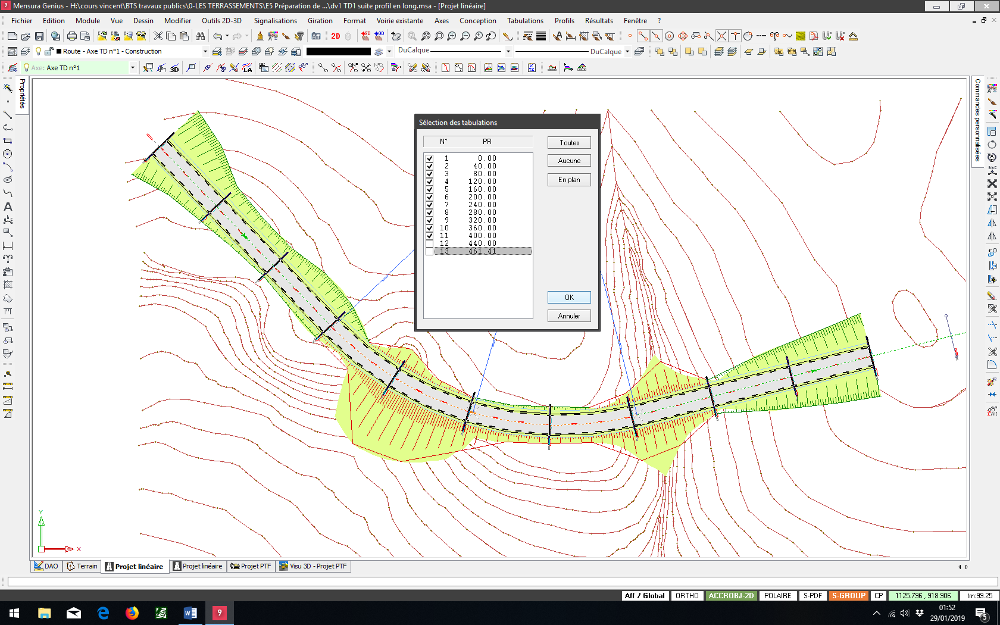 Mensura Genius - H:\cours vincent\BTS travaux publics\0-LES TERRASSEMENTS\E5 Préparation de ...\dv1 TD1 suite profil en long.msa - [Projet linéaire]
Fichier Edition Module Vue Dessin Modifier Outils 2D-3D Signalisations Giration Format Voirie existante Axes Conception Tabulations Profils Résultats Fenêtre ?
Aff 2D
Route - Axe TD n°1 - Construction DuCalque DuCalque
Axe: Axe TD n°1 3D LA
Propriétés
Commandes personnalisées
Sélection des tabulations
N° PR
1 0.00
2 40.00
3 80.00
4 120.00
5 160.00
6 200.00
7 240.00
8 280.00
9 320.00
10 360.00
11 400.00
12 440.00
13 461.41
Toutes
Aucune
En plan
OK
Annuler
Y
X
DAO Terrain Projet linéaire Projet linéaire Projet PTF Visu 3D - Projet PTF
Aff / Global ORTHO ACCROBJ-2D POLAIRE S-PDF S-GROUP CP 1125.796 , 918.906 trn:99.25
01:52
29/01/2019
5